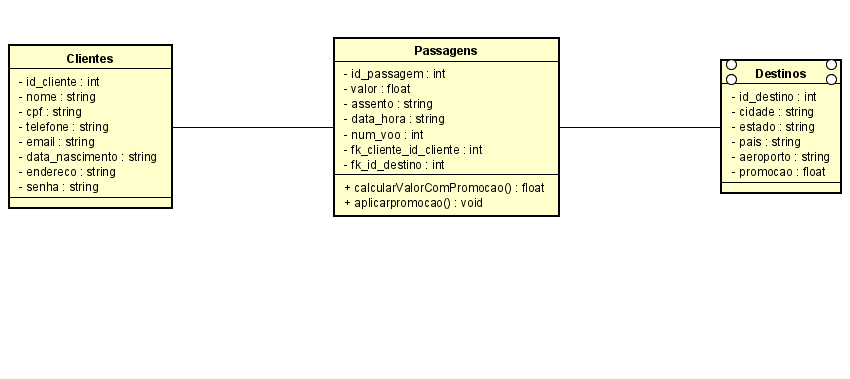 Clientes
- id_cliente : int
- nome : string
- cpf : string
- telefone : string
- email : string
- data_nascimento : string
- endereco : string
- senha : string
Passagens
- id_passagem : int
- valor : float
- assento : string
- data_hora : string
- num_voo : int
- fk_cliente_id_cliente : int
- fk_id_destino : int
+ calcularValorComPromocao() : float
+ aplicarpromocao() : void
Destinos
- id_destino : int
- cidade : string
- estado : string
- pais : string
- aeroporto : string
- promocao : float